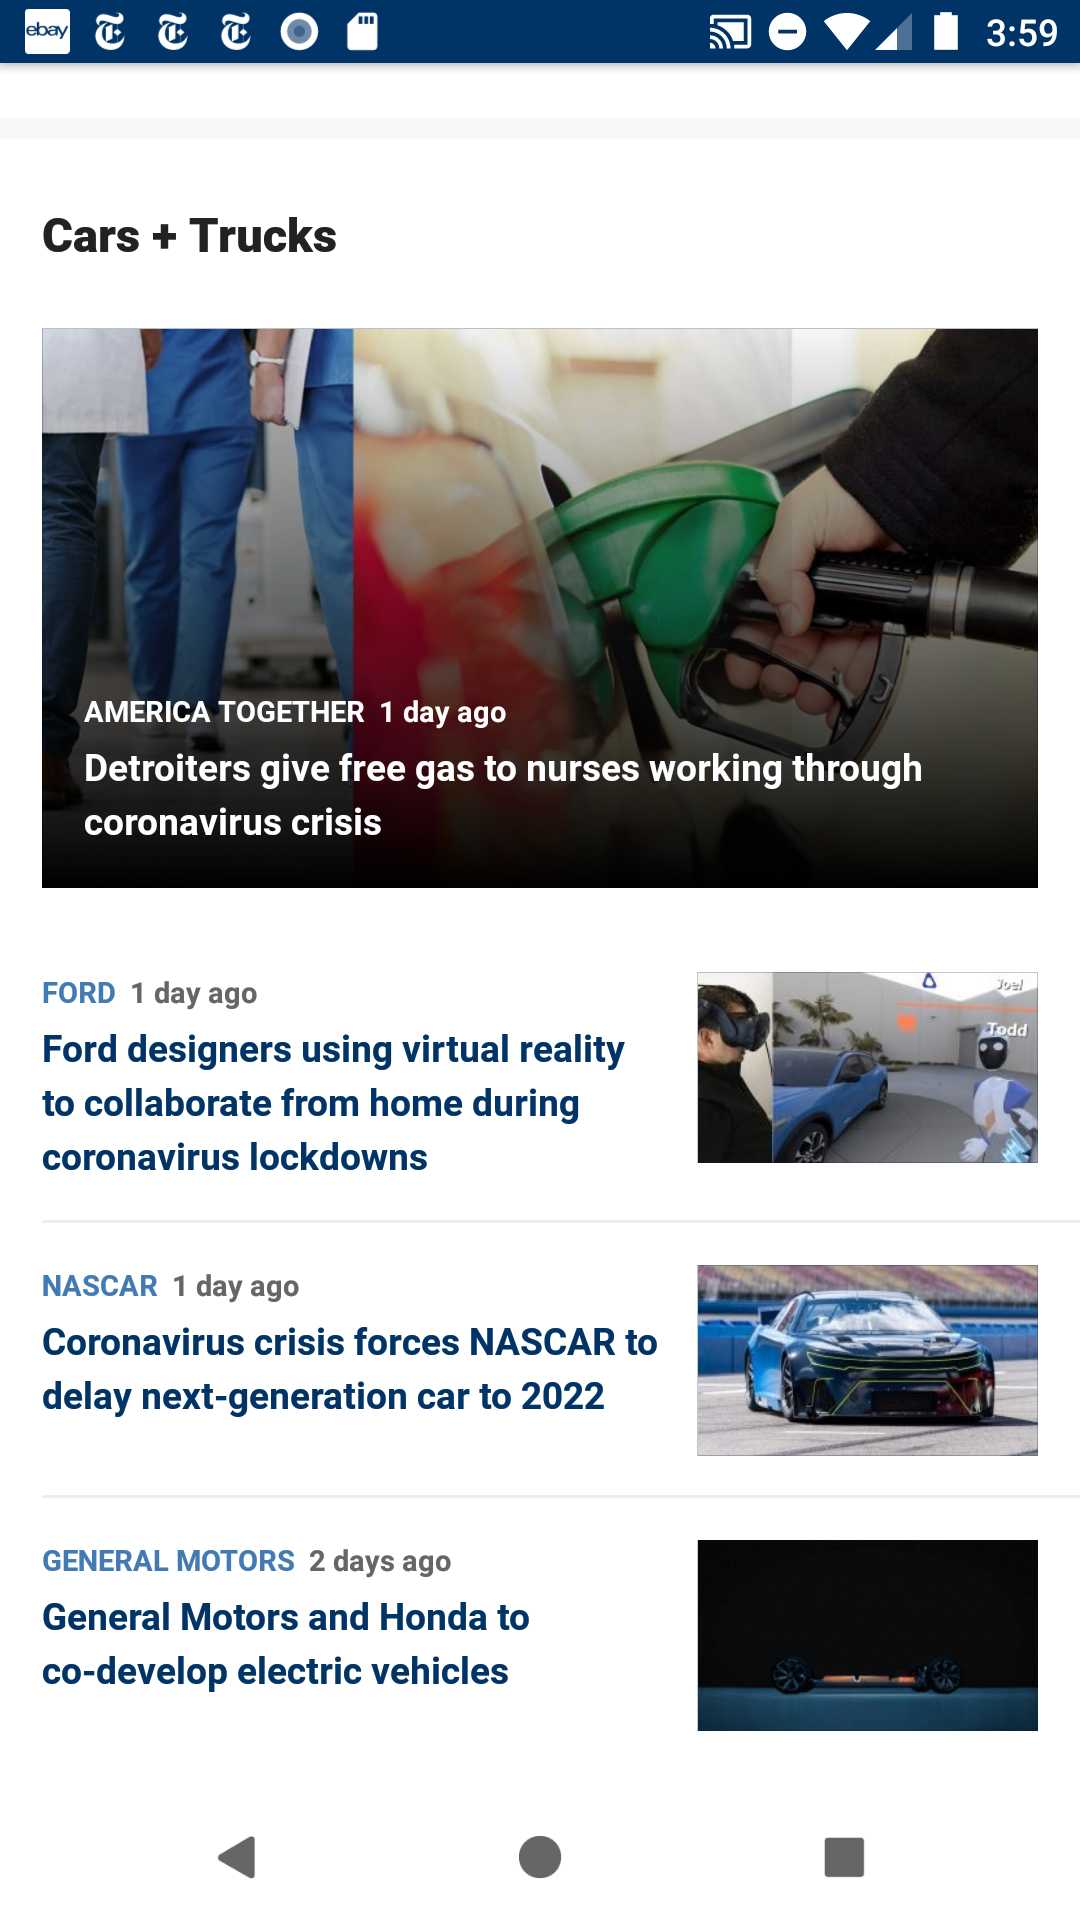 ebay 3:59
Cars + Trucks
AMERICA TOGETHER 1 day ago
Detroiters give free gas to nurses working through
coronavirus crisis
FORD 1 day ago
Ford designers using virtual reality
to collaborate from home during
coronavirus lockdowns
Joel
Todd
NASCAR 1 day ago
Coronavirus crisis forces NASCAR to
delay next-generation car to 2022
GENERAL MOTORS 2 days ago
General Motors and Honda to
co-develop electric vehicles